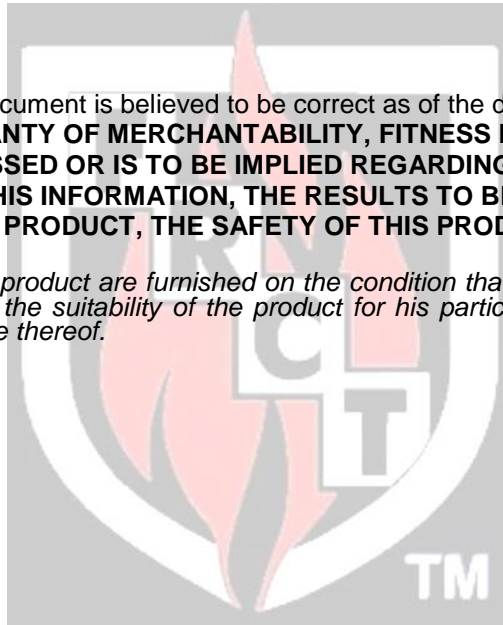 cument is believed to be correct as of the
ANTY OF MERCHANTABILITY, FITNESS
SSED OR IS TO BE IMPLIED REGARDING
HIS INFORMATION, THE RESULTS TO B
PRODUCT, THE SAFETY OF THIS PROD
product are furnished on the condition tha
the suitability of the product for his partic
e thereof.
R N
C
T
TM